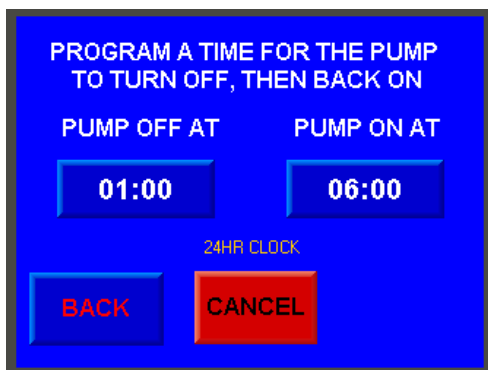 PROGRAM A TIME FOR THE PUMP
TO TURN OFF, THEN BACK ON
PUMP OFF AT PUMP ON AT
01:00 06:00
24HR CLOCK
BACK CANCEL